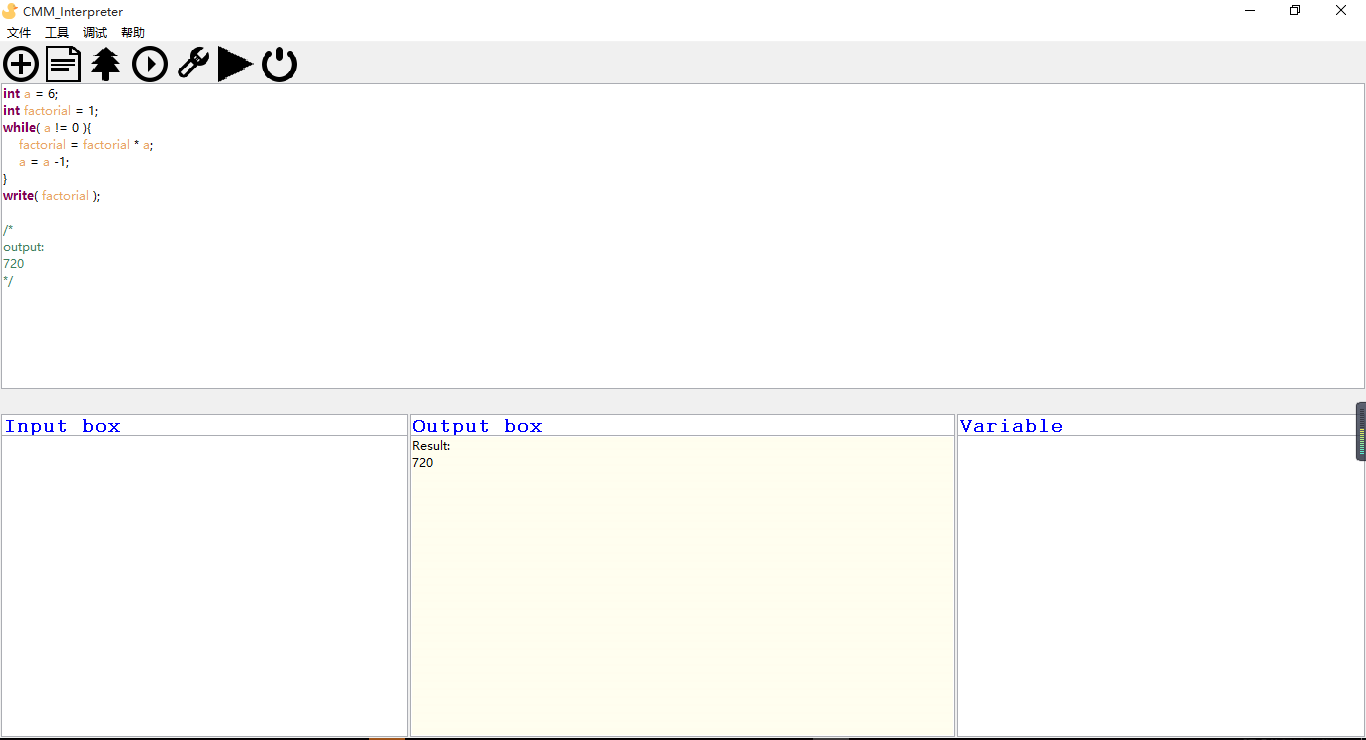 CMM_Interpreter
文件 工具 调试 帮助
int a = 6;
int factorial = 1;
while( a != 0 ){
    factorial = factorial * a;
    a = a -1;
}
write( factorial );
/*
output:
720
*/
Input box
Output box
Variable
Result:
720